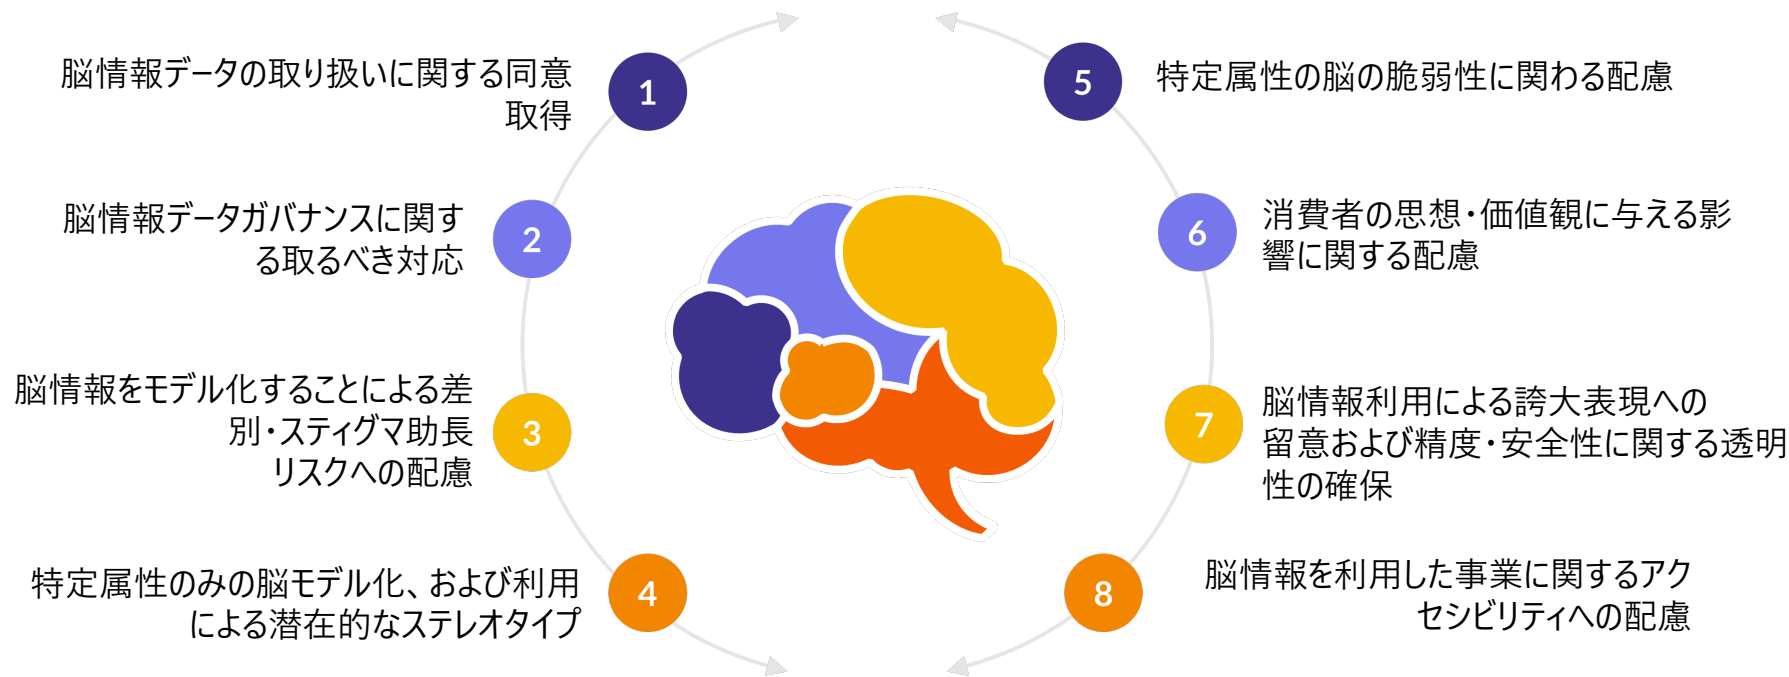 1
脳情報データの取り扱いに関する同意
取得
2
脳情報データガバナンスに関す
る取るべき対応
3
脳情報をモデル化することによる差
別・スティグマ助長
リスクへの配慮
4
特定属性のみの脳モデル化、および利用
による潜在的なステレオタイプ
5
特定属性の脳の脆弱性に関わる配慮
6
消費者の思想・価値観に与える影
響に関する配慮
7
脳情報利用による誇大表現への
留意および精度・安全性に関する透明
性の確保
8
脳情報を利用した事業に関するアク
セシビリティへの配慮